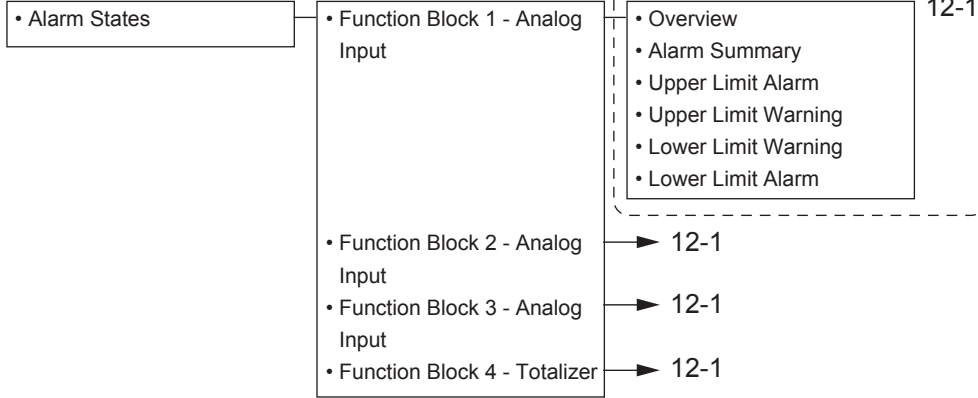 • Alarm States
• Function Block 1 - Analog
Input
• Overview
• Alarm Summary
• Upper Limit Alarm
• Upper Limit Warning
• Lower Limit Warning
• Lower Limit Alarm
12-1
• Function Block 2 - Analog
Input
12-1
• Function Block 3 - Analog
Input
12-1
• Function Block 4 - Totalizer
12-1